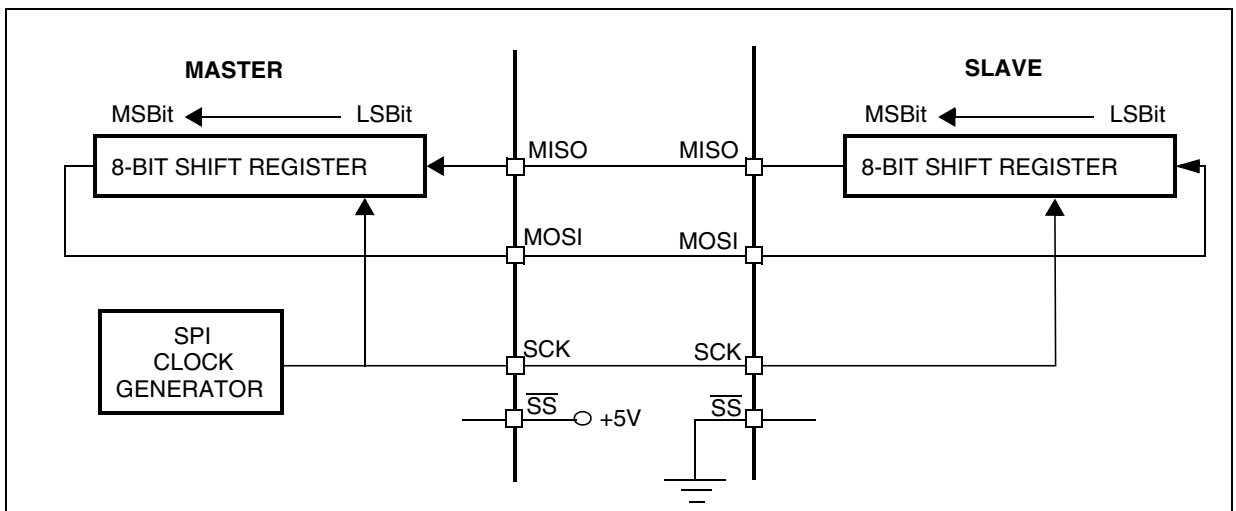 MASTER
SLAVE
MSBit
LSBit
MSBit
LSBit
8-BIT SHIFT REGISTER
MISO
MISO
8-BIT SHIFT REGISTER
MOSI
MOSI
SPI
CLOCK
GENERATOR
SCK
SCK
SS
+5V
SS